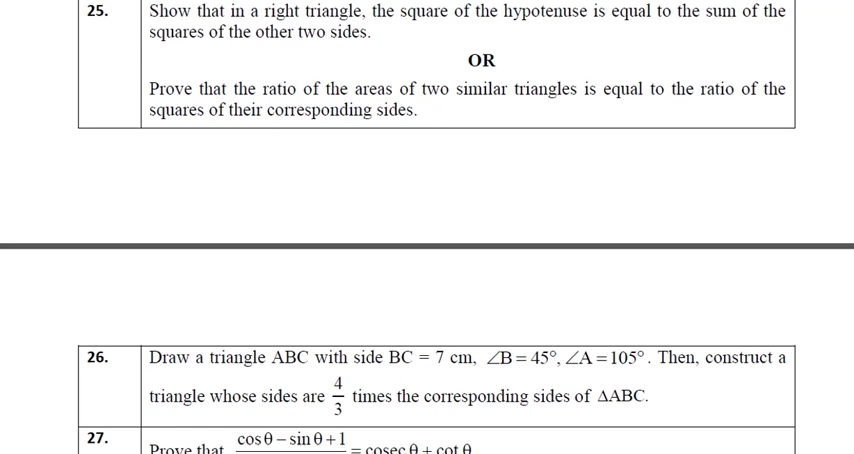 25. Show that in a right triangle, the square of the hypotenuse is equal to the sum of the
squares of the other two sides.
OR
Prove that the ratio of the areas of two similar triangles is equal to the ratio of the
squares of their corresponding sides.
26. Draw a triangle ABC with side BC = 7 cm, ∠B = 45°, ∠A = 105°. Then, construct a
triangle whose sides are 4/3 times the corresponding sides of ΔABC.
27. Prove that cos θ – sin θ + 1 = cosec θ + cot θ